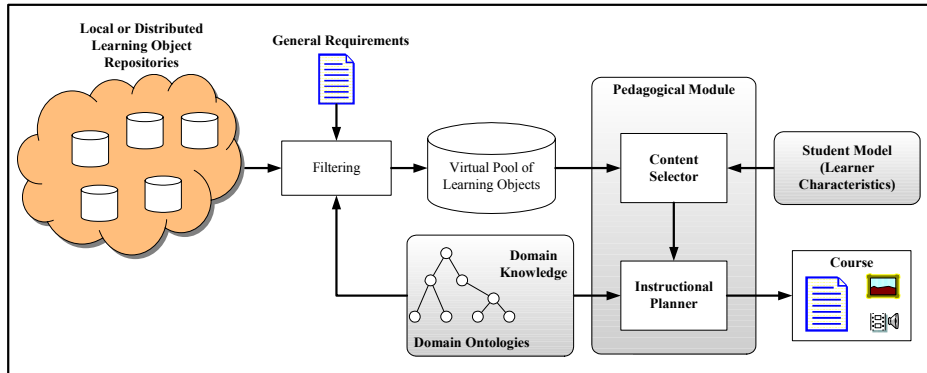 Local or Distributed
Learning Object
Repositories
General Requirements
Filtering
Virtual Pool of
Learning Objects
Pedagogical Module
Content
Selector
Student Model
(Learner
Characteristics)
Domain
Knowledge
Domain Ontologies
Instructional
Planner
Course